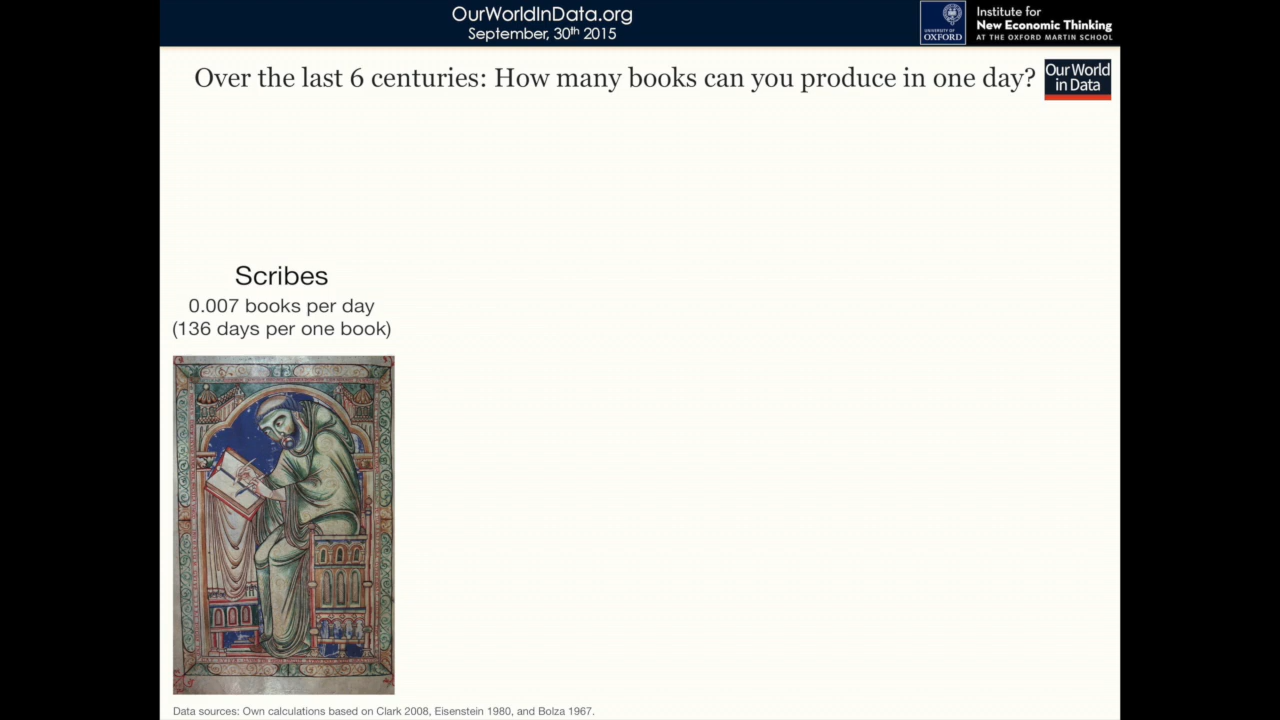 OurWorldInData.org
September, 30th 2015
UNIVERSITY OF
OXFORD
Institute for
New Economic Thinking
AT THE OXFORD MARTIN SCHOOL
Over the last 6 centuries: How many books can you produce in one day?
Our World
in Data
Scribes
0.007 books per day
(136 days per one book)
Data sources: Own calculations based on Clark 2008, Eisenstein 1980, and Bolza 1967.